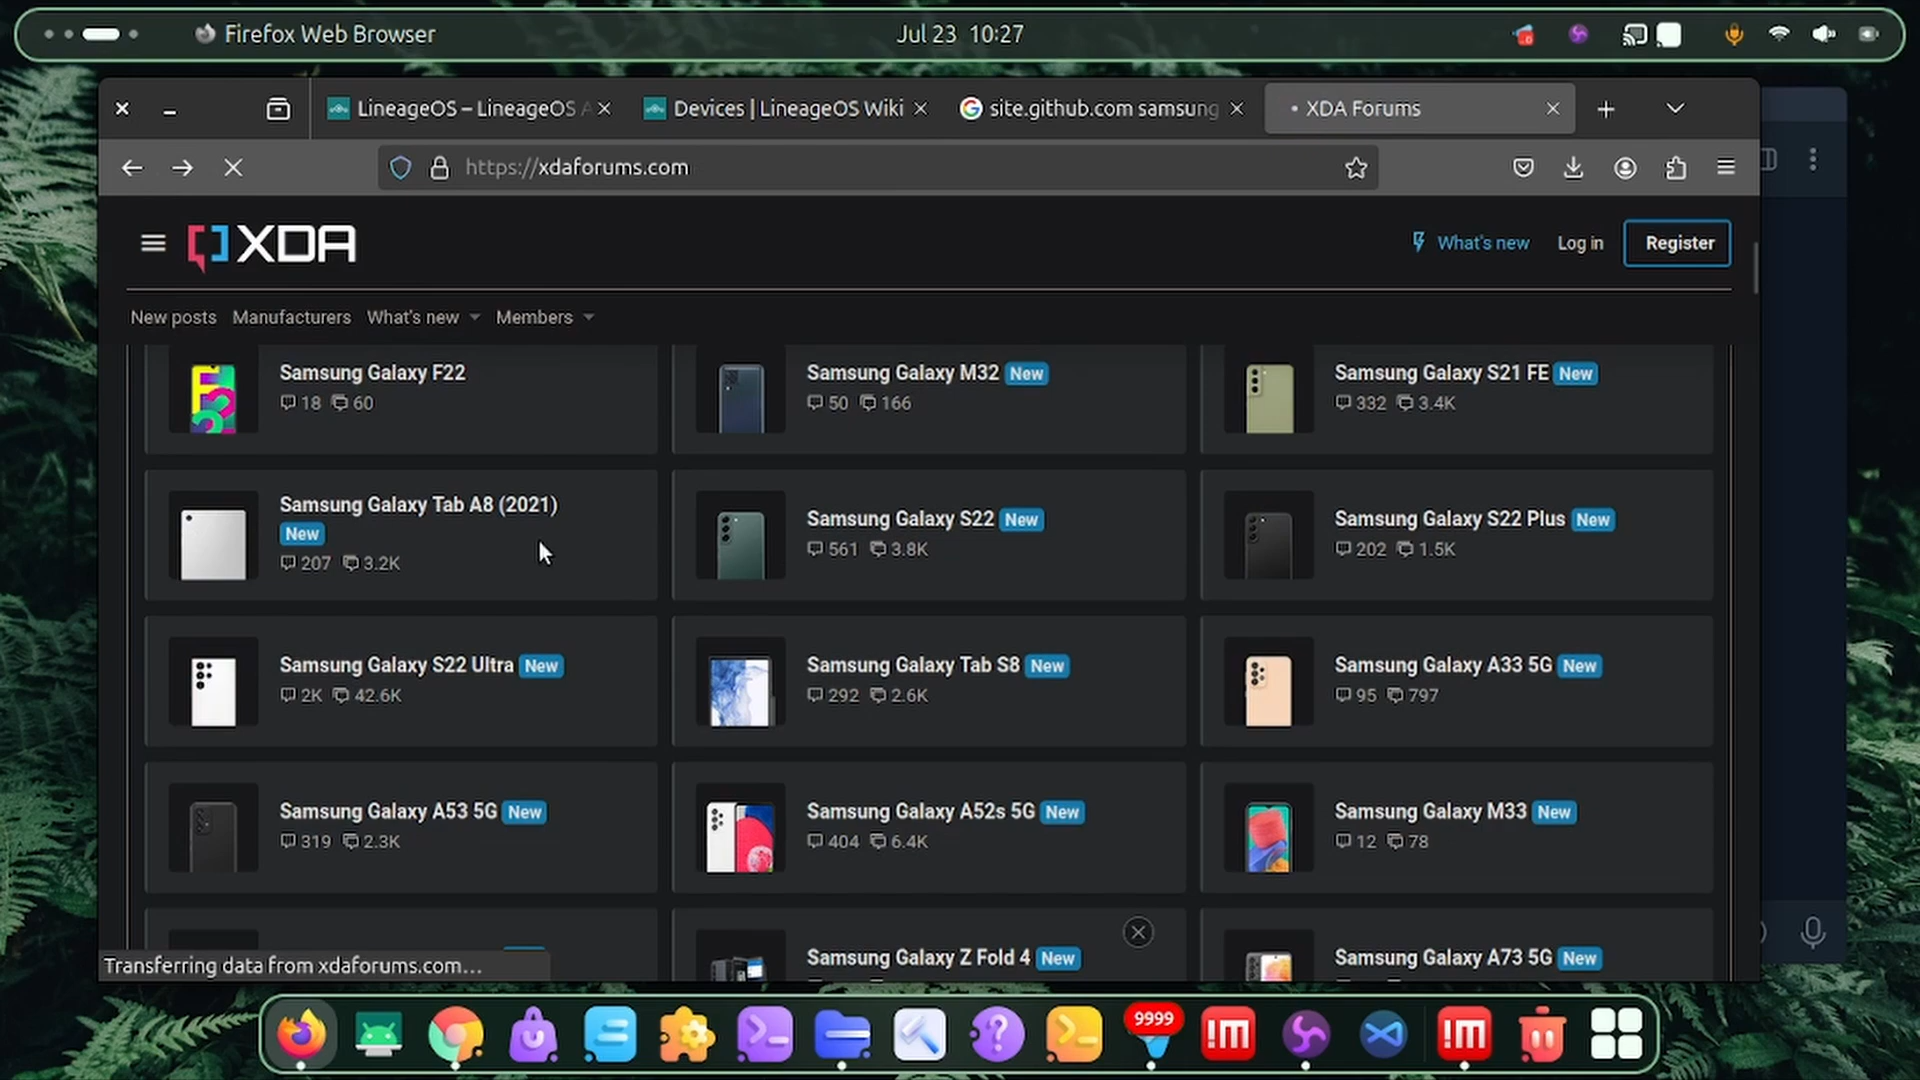 Firefox Web Browser
Jul 23 10:27
LineageOS – LineageOS A
Devices | LineageOS Wiki
site.github.com samsung
XDA Forums
https://xdaforums.com
XDA
What's new
Log in
Register
New posts
Manufacturers
What's new
Members
Samsung Galaxy F22
18 60
Samsung Galaxy M32 New
50 166
Samsung Galaxy S21 FE New
332 3.4K
Samsung Galaxy Tab A8 (2021)
New
207 3.2K
Samsung Galaxy S22 New
561 3.8K
Samsung Galaxy S22 Plus New
202 1.5K
Samsung Galaxy S22 Ultra New
2K 42.6K
Samsung Galaxy Tab S8 New
292 2.6K
Samsung Galaxy A33 5G New
95 797
Samsung Galaxy A53 5G New
319 2.3K
Samsung Galaxy A52s 5G New
404 6.4K
Samsung Galaxy M33 New
12 78
Samsung Galaxy Z Fold 4 New
Samsung Galaxy A73 5G New
Transferring data from xdaforums.com…
9999
!M
!M